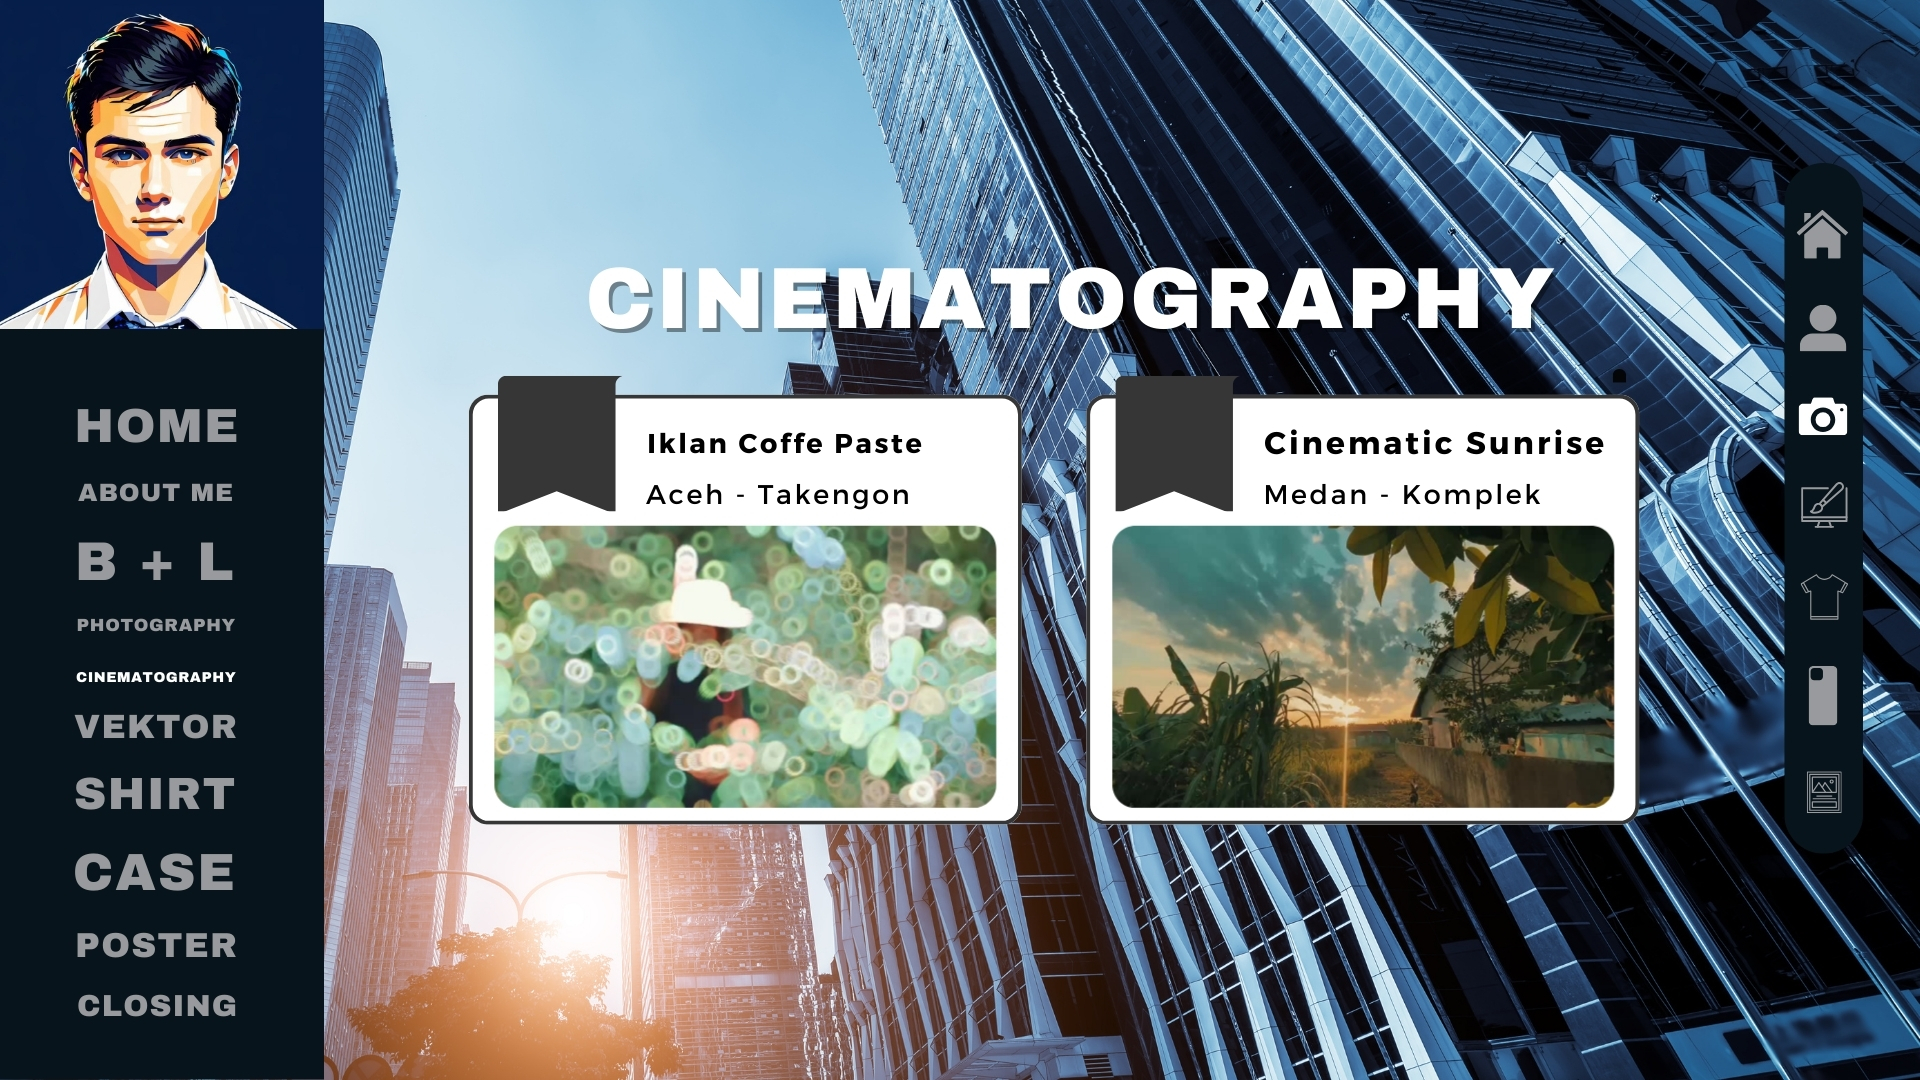 HOME
ABOUT ME
B + L
PHOTOGRAPHY
CINEMATOGRAPHY
VEKTOR
SHIRT
CASE
POSTER
CLOSING
CINEMATOGRAPHY
Iklan Coffe Paste
Aceh - Takengon
Cinematic Sunrise
Medan - Komplek